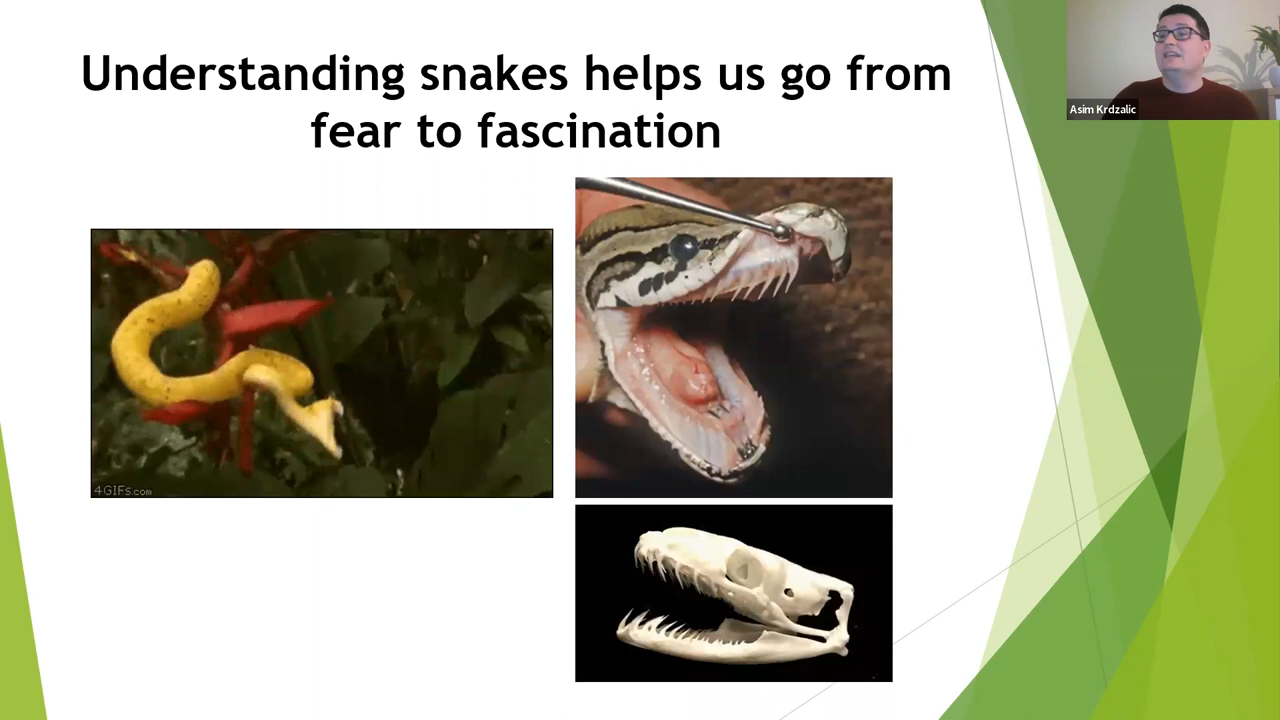 Understanding snakes helps us go from
fear to fascination
Asim Krdzalic
4GIFs.com